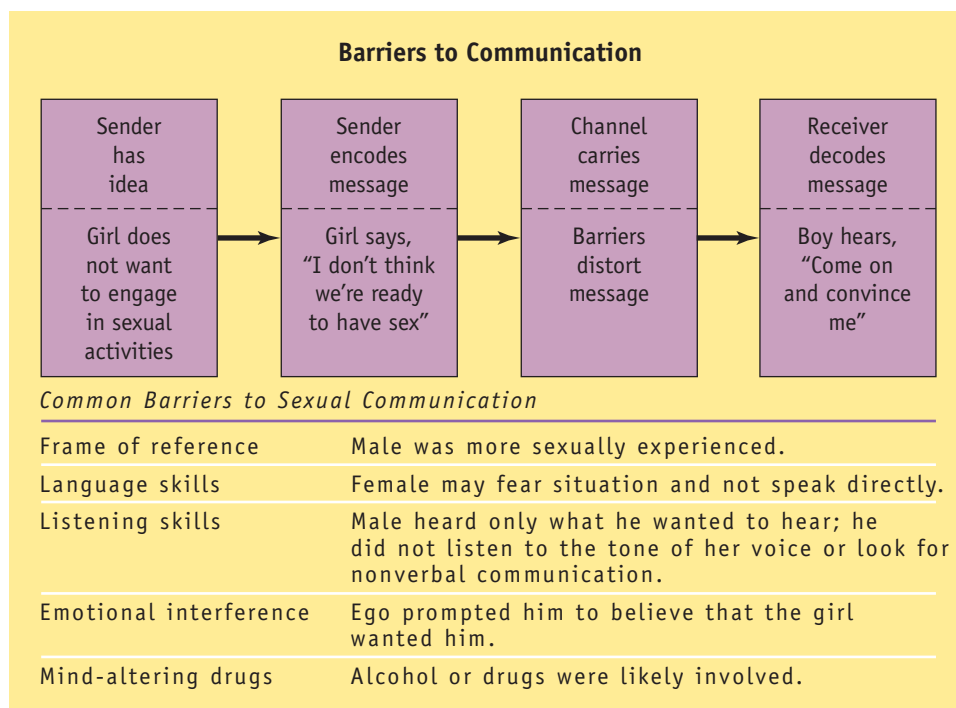 Barriers to Communication
Sender
has
idea
Girl does
not want
to engage
in sexual
activities
Sender
encodes
message
Girl says,
“I don’t think
we’re ready
to have sex”
Channel
carries
message
Barriers
distort
message
Receiver
decodes
message
Boy hears,
“Come on
and convince
me”
Common Barriers to Sexual Communication
Frame of reference Male was more sexually experienced.
Language skills Female may fear situation and not speak directly.
Listening skills Male heard only what he wanted to hear; he
did not listen to the tone of her voice or look for
nonverbal communication.
Emotional interference Ego prompted him to believe that the girl
wanted him.
Mind-altering drugs Alcohol or drugs were likely involved.